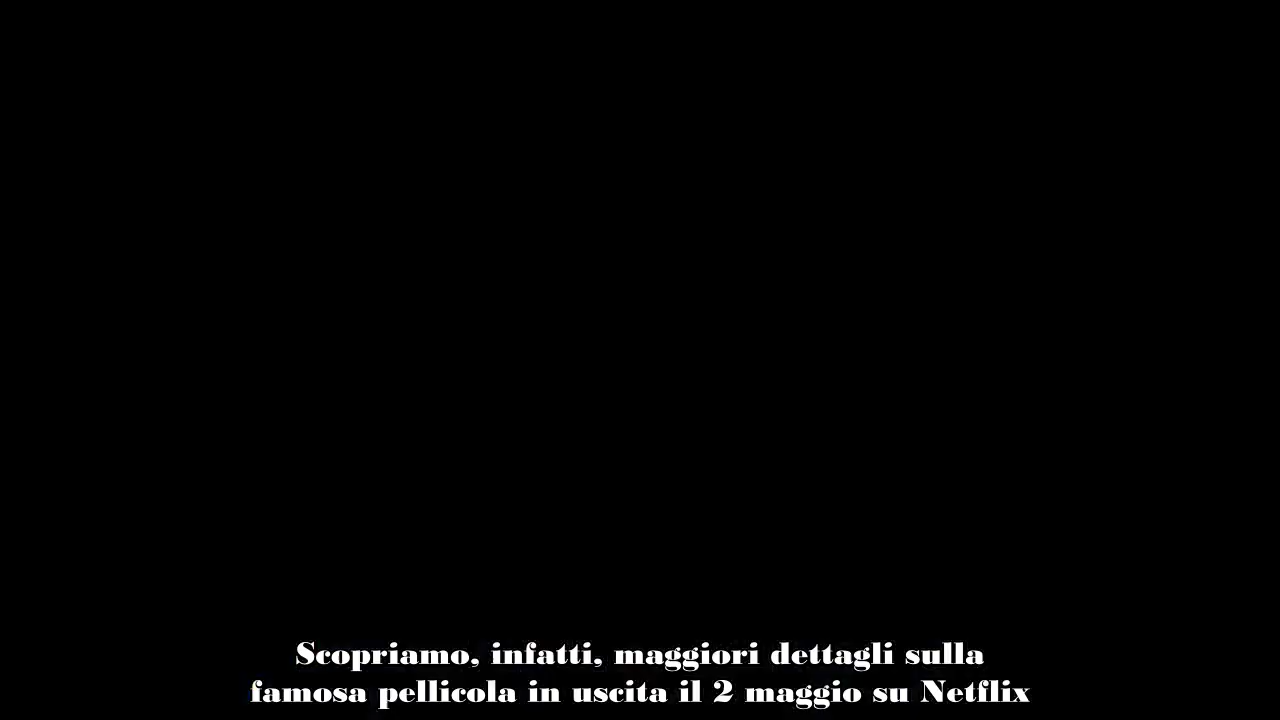 Scopriamo, infatti, maggiori dettagli sulla
famosa pellicola in uscita il 2 maggio su Netflix